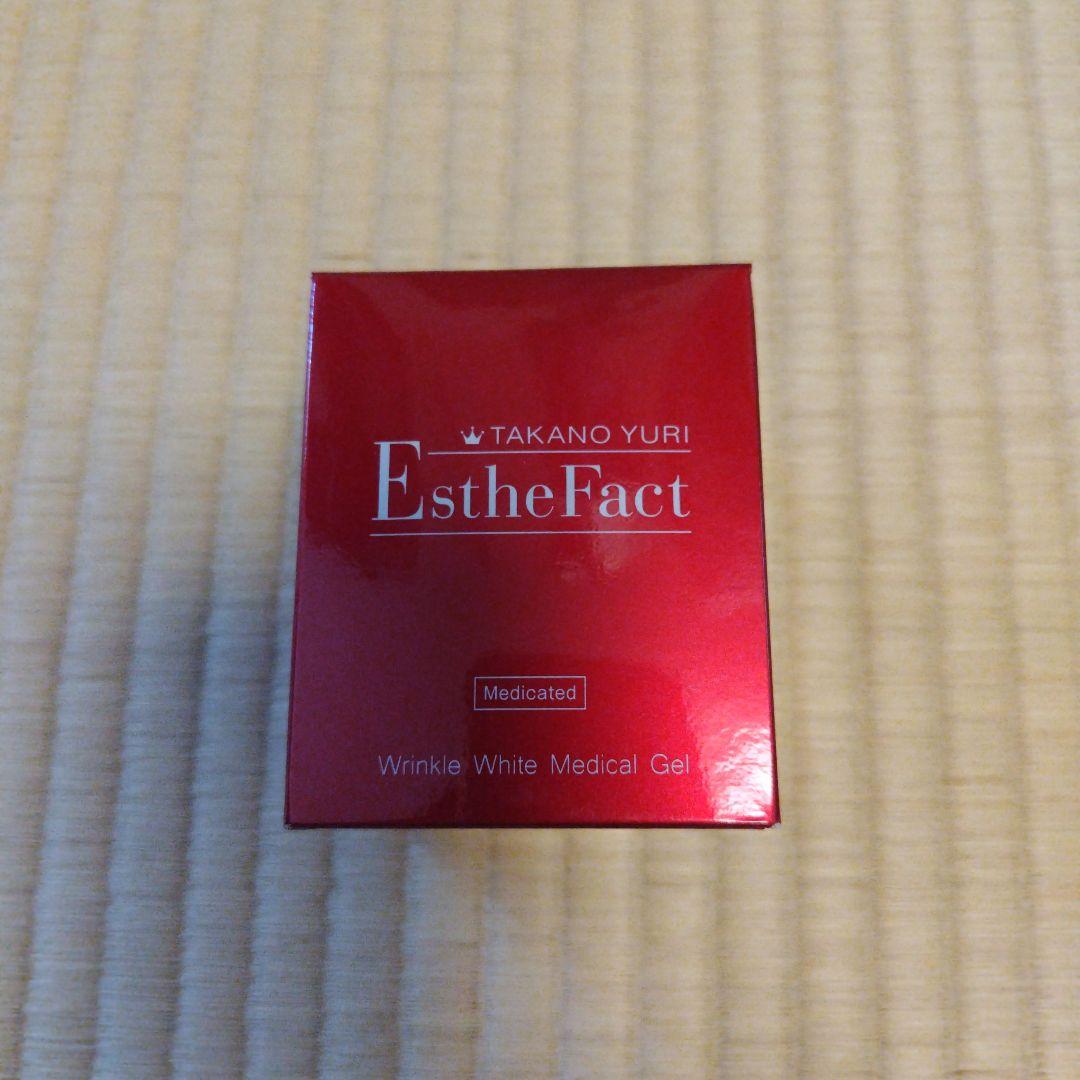 TAKANO YURI
EstheFact
Medicated
Wrinkle White Medical Gel